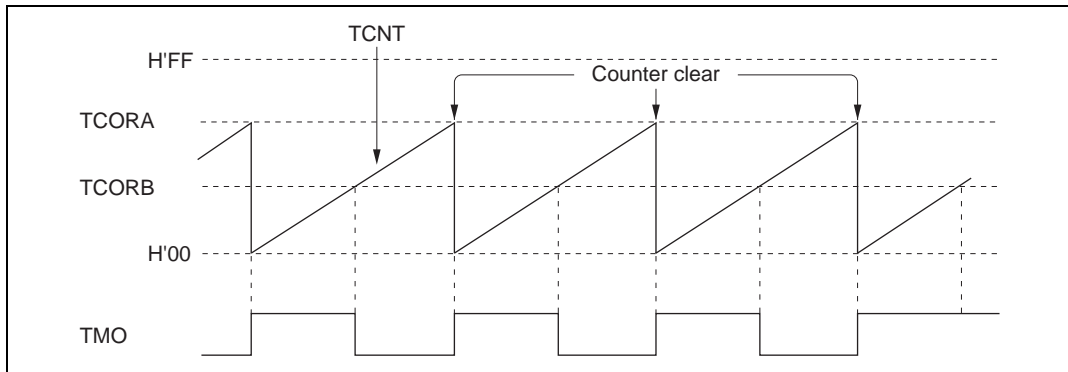 TCNT
H'FF
Counter clear
TCORA
TCORB
H'00
TMO